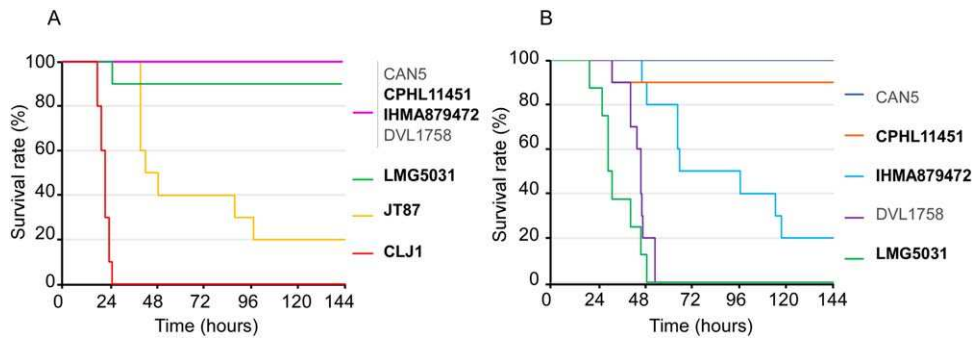 A
Survival rate (%)
100
80
60
40
20
0
0 24 48 72 96 120 144
Time (hours)
CAN5
CPHL11451
IHMA879472
DVL1758
LMG5031
JT87
CLJ1
B
Survival rate (%)
100
80
60
40
20
0
0 24 48 72 96 120 144
Time (hours)
CAN5
CPHL11451
IHMA879472
DVL1758
LMG5031